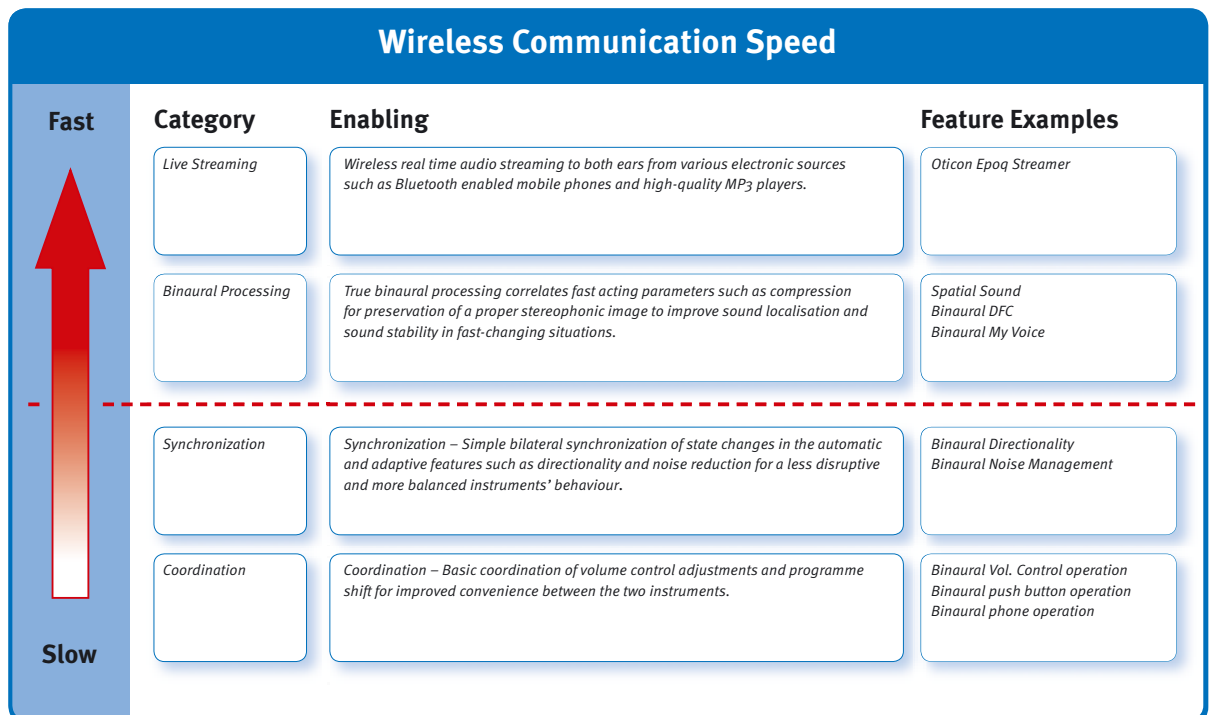 Wireless Communication Speed
Fast
Category
Enabling
Feature Examples
Live Streaming
Wireless real time audio streaming to both ears from various electronic sources
such as Bluetooth enabled mobile phones and high-quality MP3 players.
Oticon Epoq Streamer
Binaural Processing
True binaural processing correlates fast acting parameters such as compression
for preservation of a proper stereophonic image to improve sound localisation and
sound stability in fast-changing situations.
Spatial Sound
Binaural DFC
Binaural My Voice
Synchronization
Synchronization – Simple bilateral synchronization of state changes in the automatic
and adaptive features such as directionality and noise reduction for a less disruptive
and more balanced instruments’ behaviour.
Binaural Directionality
Binaural Noise Management
Coordination
Coordination – Basic coordination of volume control adjustments and programme
shift for improved convenience between the two instruments.
Binaural Vol. Control operation
Binaural push button operation
Binaural phone operation
Slow